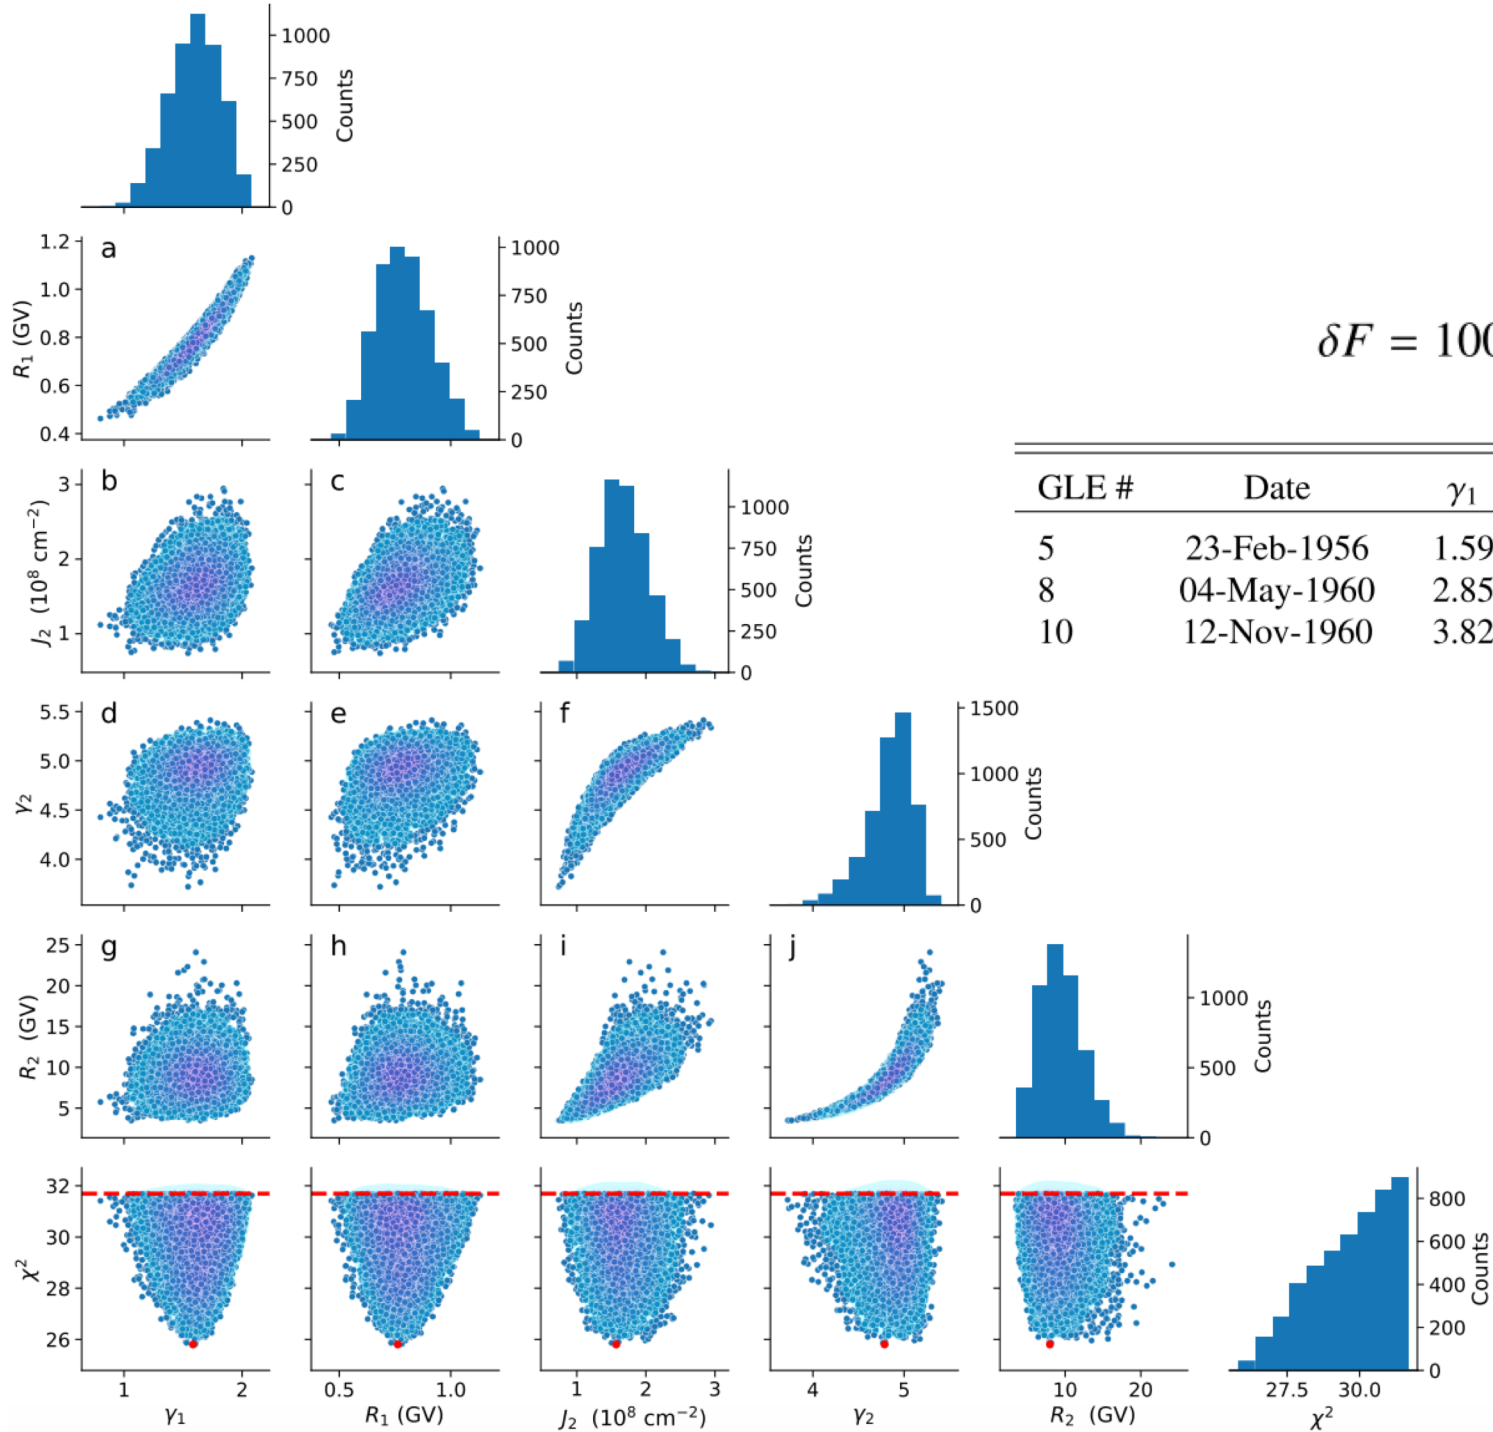 1000
750
500
250
0
Counts
1.2
1.0
0.8
0.6
0.4
R₁ (GV)
a
1000
750
500
250
0
Counts
δF = 100
3
2
1
J₂ (10⁸ cm⁻²)
b
c
1000
750
500
250
0
Counts
GLE # Date γ₁
5 23-Feb-1956 1.59
8 04-May-1960 2.85
10 12-Nov-1960 3.82
5.5
5.0
4.5
4.0
γ₂
d
e
f
1500
1000
500
0
Counts
25
20
15
10
5
R₂ (GV)
g
h
i
j
1000
500
0
Counts
32
30
28
26
χ²
800
600
400
200
0
Counts
1 2
γ₁
0.5 1.0
R₁ (GV)
1 2 3
J₂ (10⁸ cm⁻²)
4 5
γ₂
10 20
R₂ (GV)
27.5 30.0
χ²